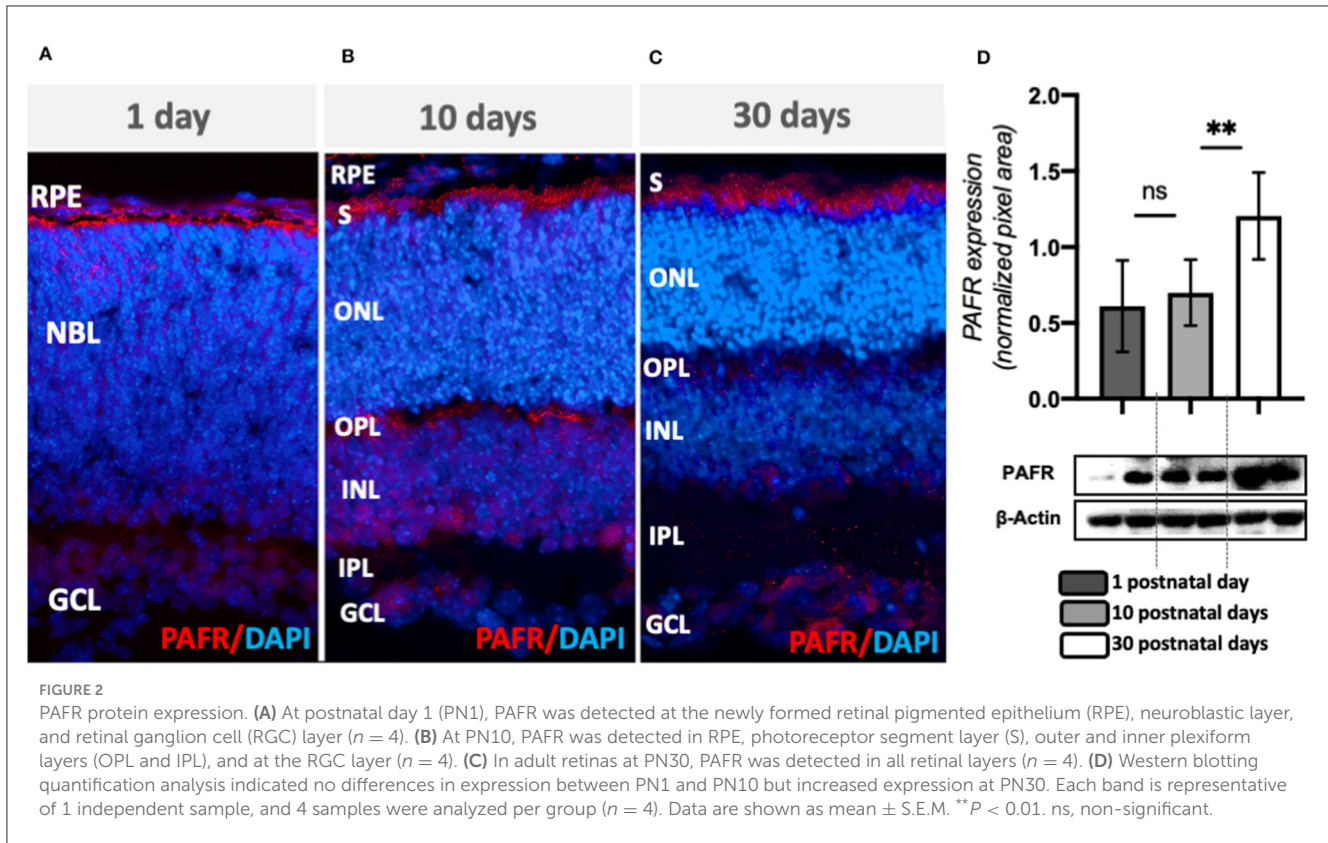 A
B
C
D
1 day
10 days
30 days
RPE
NBL
GCL
PAFR/DAPI
RPE
S
ONL
OPL
INL
IPL
GCL
PAFR/DAPI
S
ONL
OPL
INL
IPL
GCL
PAFR/DAPI
PAFR expression
(normalized pixel area)
2.0
1.5
1.0
0.5
0.0
ns
**
PAFR
β-Actin
1 postnatal day
10 postnatal days
30 postnatal days
FIGURE 2
PAFR protein expression. (A) At postnatal day 1 (PN1), PAFR was detected at the newly formed retinal pigmented epithelium (RPE), neuroblastic layer,
and retinal ganglion cell (RGC) layer (n = 4). (B) At PN10, PAFR was detected in RPE, photoreceptor segment layer (S), outer and inner plexiform
layers (OPL and IPL), and at the RGC layer (n = 4). (C) In adult retinas at PN30, PAFR was detected in all retinal layers (n = 4). (D) Western blotting
quantification analysis indicated no differences in expression between PN1 and PN10 but increased expression at PN30. Each band is representative
of 1 independent sample, and 4 samples were analyzed per group (n = 4). Data are shown as mean ± S.E.M. **P < 0.01. ns, non-significant.